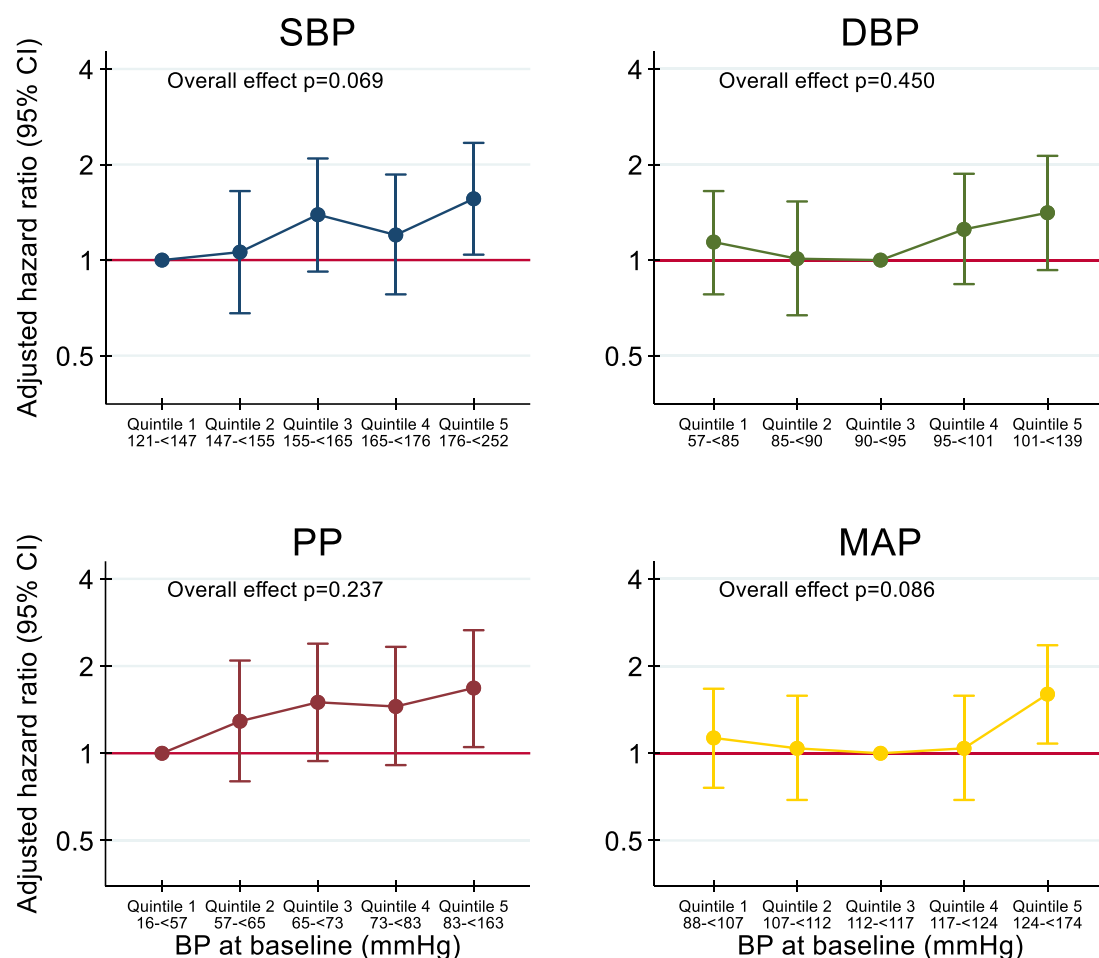 SBP
Overall effect p=0.069
Adjusted hazard ratio (95% CI)
4
2
1
0.5
Quintile 1 Quintile 2 Quintile 3 Quintile 4 Quintile 5
121-<147 147-<155 155-<165 165-<176 176-<252
DBP
Overall effect p=0.450
4
2
1
0.5
Quintile 1 Quintile 2 Quintile 3 Quintile 4 Quintile 5
57-<85 85-<90 90-<95 95-<101 101-<139
PP
Overall effect p=0.237
Adjusted hazard ratio (95% CI)
4
2
1
0.5
Quintile 1 Quintile 2 Quintile 3 Quintile 4 Quintile 5
16-<57 57-<65 65-<73 73-<83 83-<163
BP at baseline (mmHg)
MAP
Overall effect p=0.086
4
2
1
0.5
Quintile 1 Quintile 2 Quintile 3 Quintile 4 Quintile 5
88-<107 107-<112 112-<117 117-<124 124-<174
BP at baseline (mmHg)